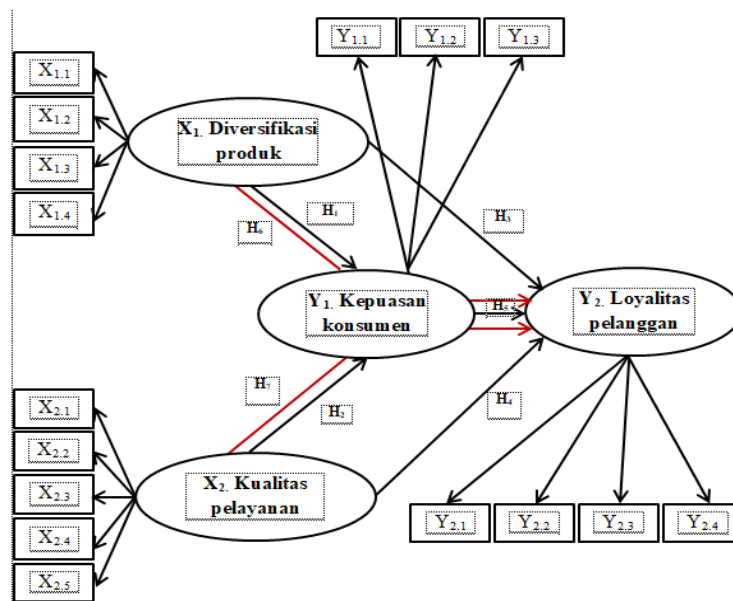 Y1.1
Y1.2
Y1.3
X1.1
X1.2
X1.3
X1.4
X1. Diversifikasi
produk
H1
H6
H3
Y1. Kepuasan
konsumen
H5
Y2. Loyalitas
pelanggan
H7
H2
H4
X2.1
X2.2
X2.3
X2.4
X2.5
X2. Kualitas
pelayanan
Y2.1
Y2.2
Y2.3
Y2.4